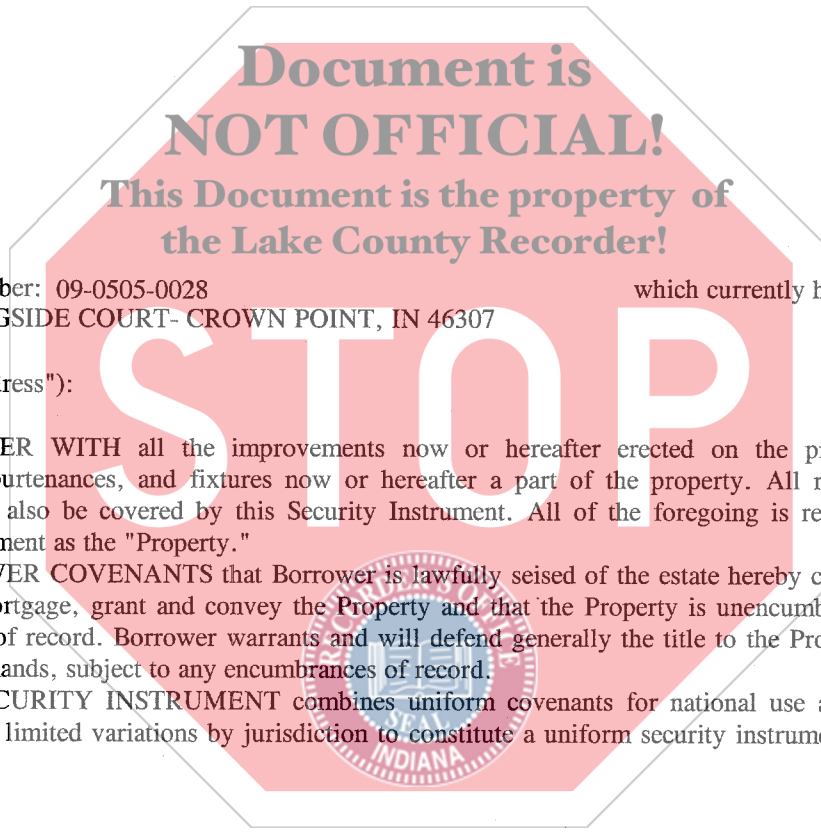 Document is
NOT OFFICIAL!
This Document is the property of
the Lake County Recorder!
ber: 09-0505-0028 which currently
GSIDE COURT- CROWN POINT, IN 46307
ress"):
STOP
ER WITH all the improvements now or hereafter erected on the
urtenances, and fixtures now or hereafter a part of the property. All
also be covered by this Security Instrument. All of the foregoing is re
ment as the "Property."
VER COVENANTS that Borrower is lawfully seised of the estate hereby c
ortgage, grant and convey the Property and that the Property is unencumb
of record. Borrower warrants and will defend generally the title to the Pro
ands, subject to any encumbrances of record.
CURITY INSTRUMENT combines uniform covenants for national use a
limited variations by jurisdiction to constitute a uniform security instrume
RECORDER'S OFFICE
SEAL
INDIANA